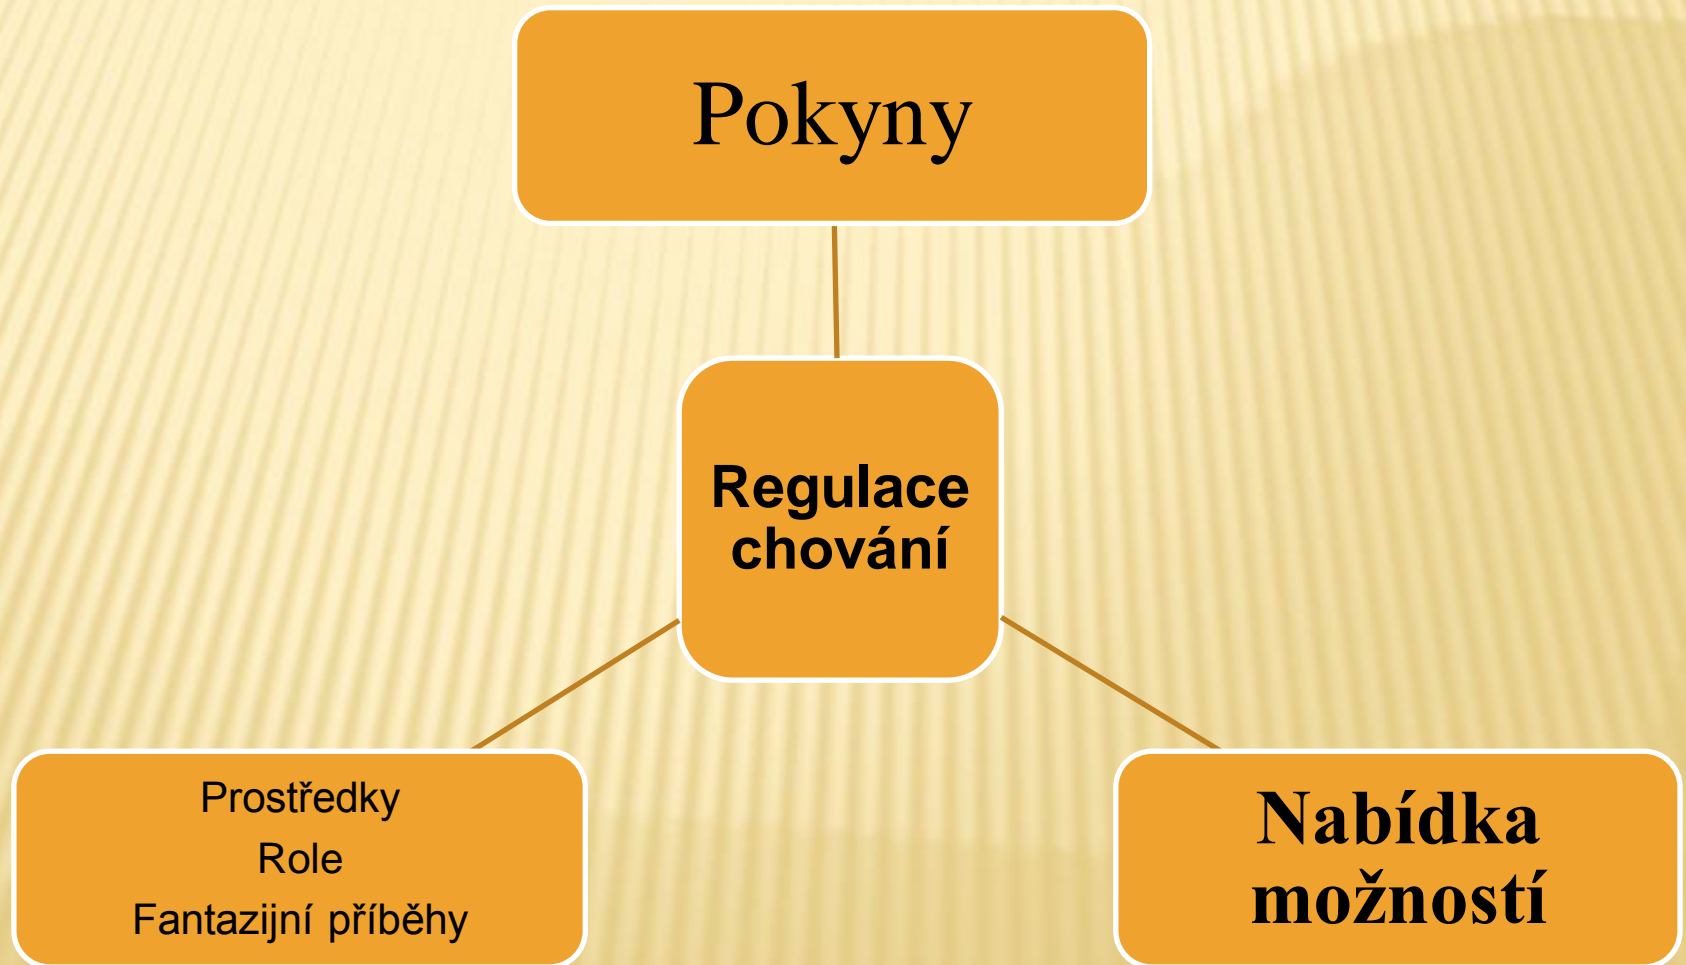 Pokyny
Regulace
chování
Prostředky
Role
Fantazijní příběhy
Nabídka
možností